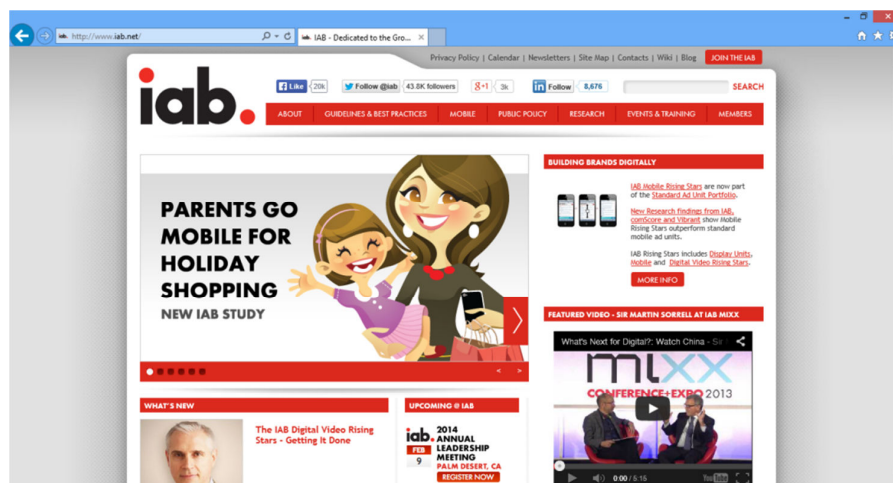 http://www.iab.net/
IAB - Dedicated to the Gro...
Privacy Policy | Calendar | Newsletters | Site Map | Contacts | Wiki | Blog
JOIN THE IAB
iab.
Like 20k
Follow @iab 43.8K followers
g+1 3k
in Follow 8,676
SEARCH
ABOUT GUIDELINES & BEST PRACTICES MOBILE PUBLIC POLICY RESEARCH EVENTS & TRAINING MEMBERS
PARENTS GO
MOBILE FOR
HOLIDAY
SHOPPING
NEW IAB STUDY
BUILDING BRANDS DIGITALLY
IAB Mobile Rising Stars are now part
of the Standard Ad Unit Portfolio.
New Research findings from IAB,
comScore and Vibrant show Mobile
Rising Stars outperform standard
mobile ad units.
IAB Rising Stars includes Display Units,
Mobile and Digital Video Rising Stars.
MORE INFO
FEATURED VIDEO - SIR MARTIN SORRELL AT IAB MIXX
What's Next for Digital?: Watch China - Sir
mixx
CONFERENCE+EXPO 2013
0:00 / 5:15
YouTube
WHAT'S NEW
The IAB Digital Video Rising
Stars - Getting It Done
UPCOMING @ IAB
iab.
FEB
9
2014
ANNUAL
LEADERSHIP
MEETING
PALM DESERT, CA
REGISTER NOW